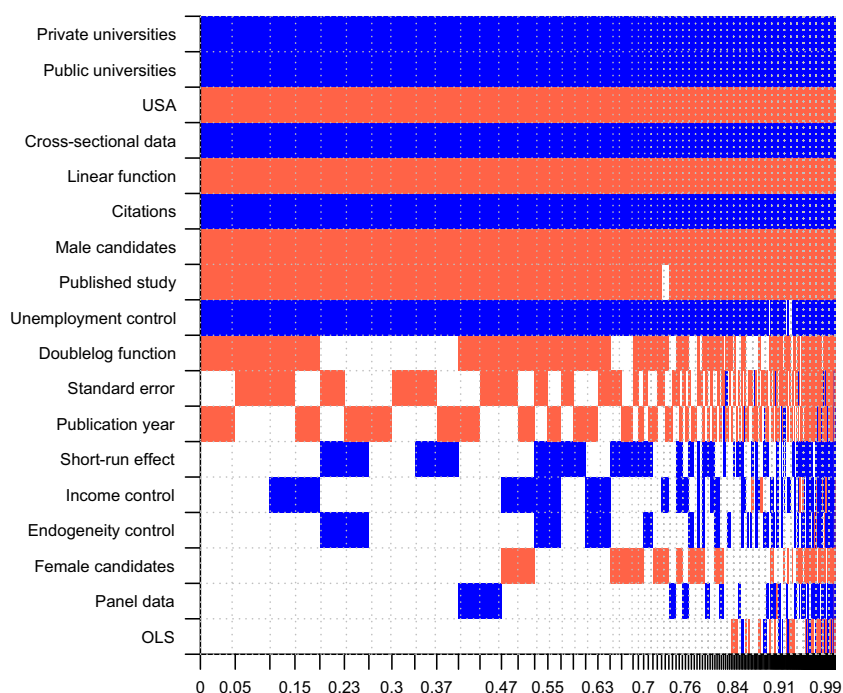 Private universities
Public universities
USA
Cross-sectional data
Linear function
Citations
Male candidates
Published study
Unemployment control
Doublelog function
Standard error
Publication year
Short-run effect
Income control
Endogeneity control
Female candidates
Panel data
OLS
0 0.05 0.15 0.23 0.3 0.37 0.47 0.55 0.63 0.7 0.76 0.84 0.91 0.99